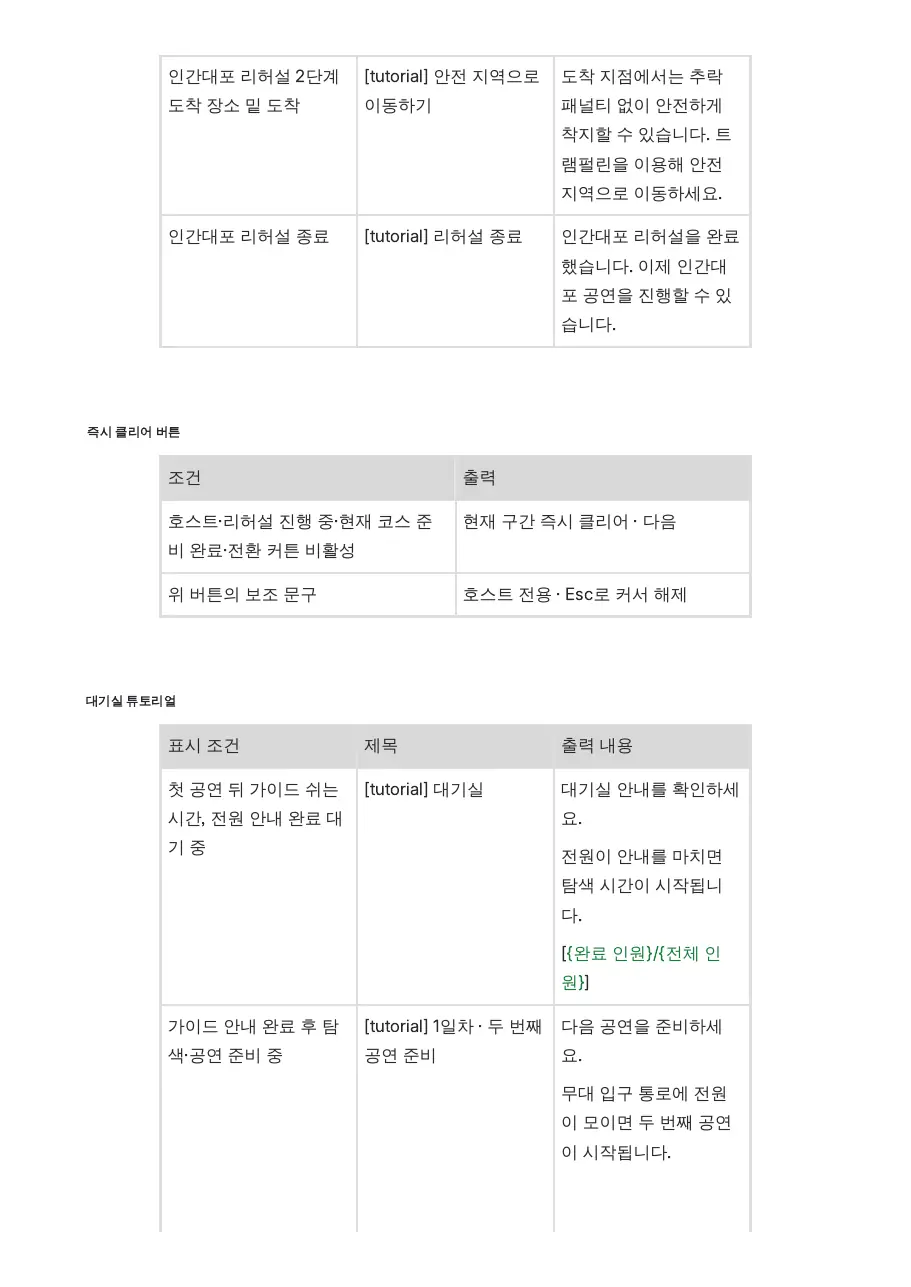 인간대포 리허설 2단계
도착 장소 밑 도착
[tutorial] 안전 지역으로
이동하기
도착 지점에서는 추락
패널티 없이 안전하게
착지할 수 있습니다. 트
램펄린을 이용해 안전
지역으로 이동하세요.
인간대포 리허설 종료
[tutorial] 리허설 종료
인간대포 리허설을 완료
했습니다. 이제 인간대
포 공연을 진행할 수 있
습니다.
즉시 클리어 버튼
조건
출력
호스트·리허설 진행 중·현재 코스 준
비 완료·전환 커튼 비활성
현재 구간 즉시 클리어 · 다음
위 버튼의 보조 문구
호스트 전용 · Esc로 커서 해제
대기실 튜토리얼
표시 조건
제목
출력 내용
첫 공연 뒤 가이드 쉬는
시간, 전원 안내 완료 대
기 중
[tutorial] 대기실
대기실 안내를 확인하세
요.
전원이 안내를 마치면
탐색 시간이 시작됩니
다.
[{완료 인원}/{전체 인
원}]
가이드 안내 완료 후 탐
색·공연 준비 중
[tutorial] 1일차 · 두 번째
공연 준비
다음 공연을 준비하세
요.
무대 입구 통로에 전원
이 모이면 두 번째 공연
이 시작됩니다.